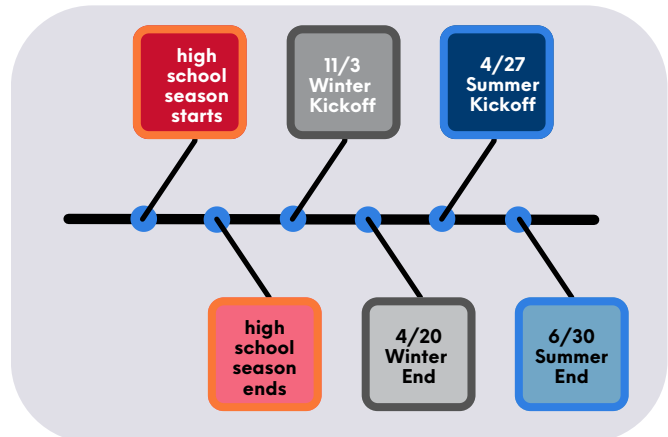 high
school
season
starts
11/3
Winter
Kickoff
4/27
Summer
Kickoff
high
school
season
ends
4/20
Winter
End
6/30
Summer
End